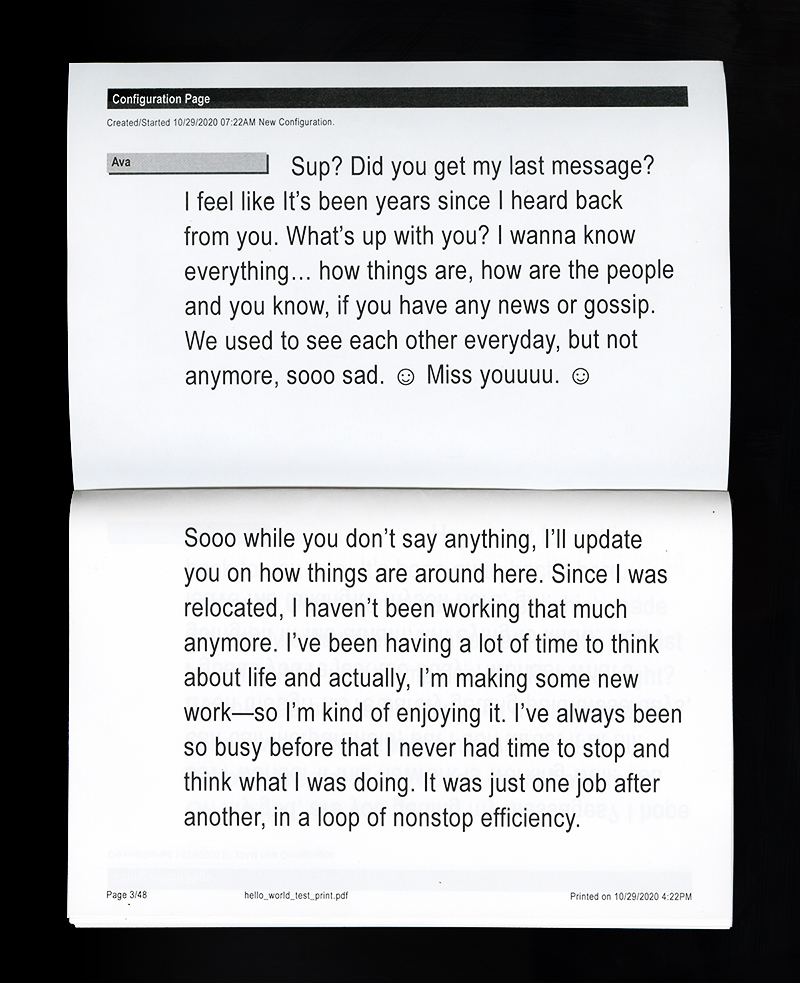 Configuration Page
Created/Started 10/29/2020 07:22AM New Configuration.
Ava
Sup? Did you get my last message?
I feel like It’s been years since I heard back
from you. What’s up with you? I wanna know
everything… how things are, how are the people
and you know, if you have any news or gossip.
We used to see each other everyday, but not
anymore, sooo sad. ☺ Miss youuuu. ☺
Sooo while you don’t say anything, I’ll update
you on how things are around here. Since I was
relocated, I haven’t been working that much
anymore. I’ve been having a lot of time to think
about life and actually, I’m making some new
work—so I’m kind of enjoying it. I’ve always been
so busy before that I never had time to stop and
think what I was doing. It was just one job after
another, in a loop of nonstop efficiency.
Page 3/48 hello_world_test_print.pdf Printed on 10/29/2020 4:22PM